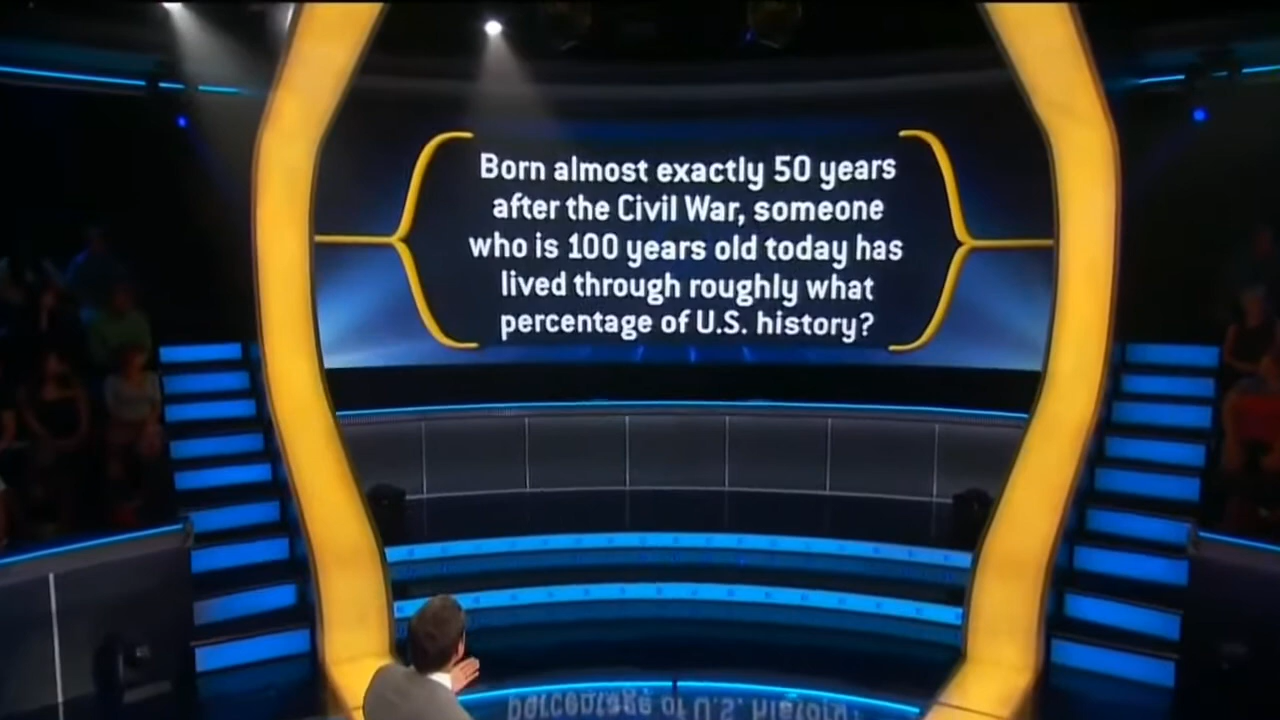 Born almost exactly 50 years
after the Civil War, someone
who is 100 years old today has
lived through roughly what
percentage of U.S. history?